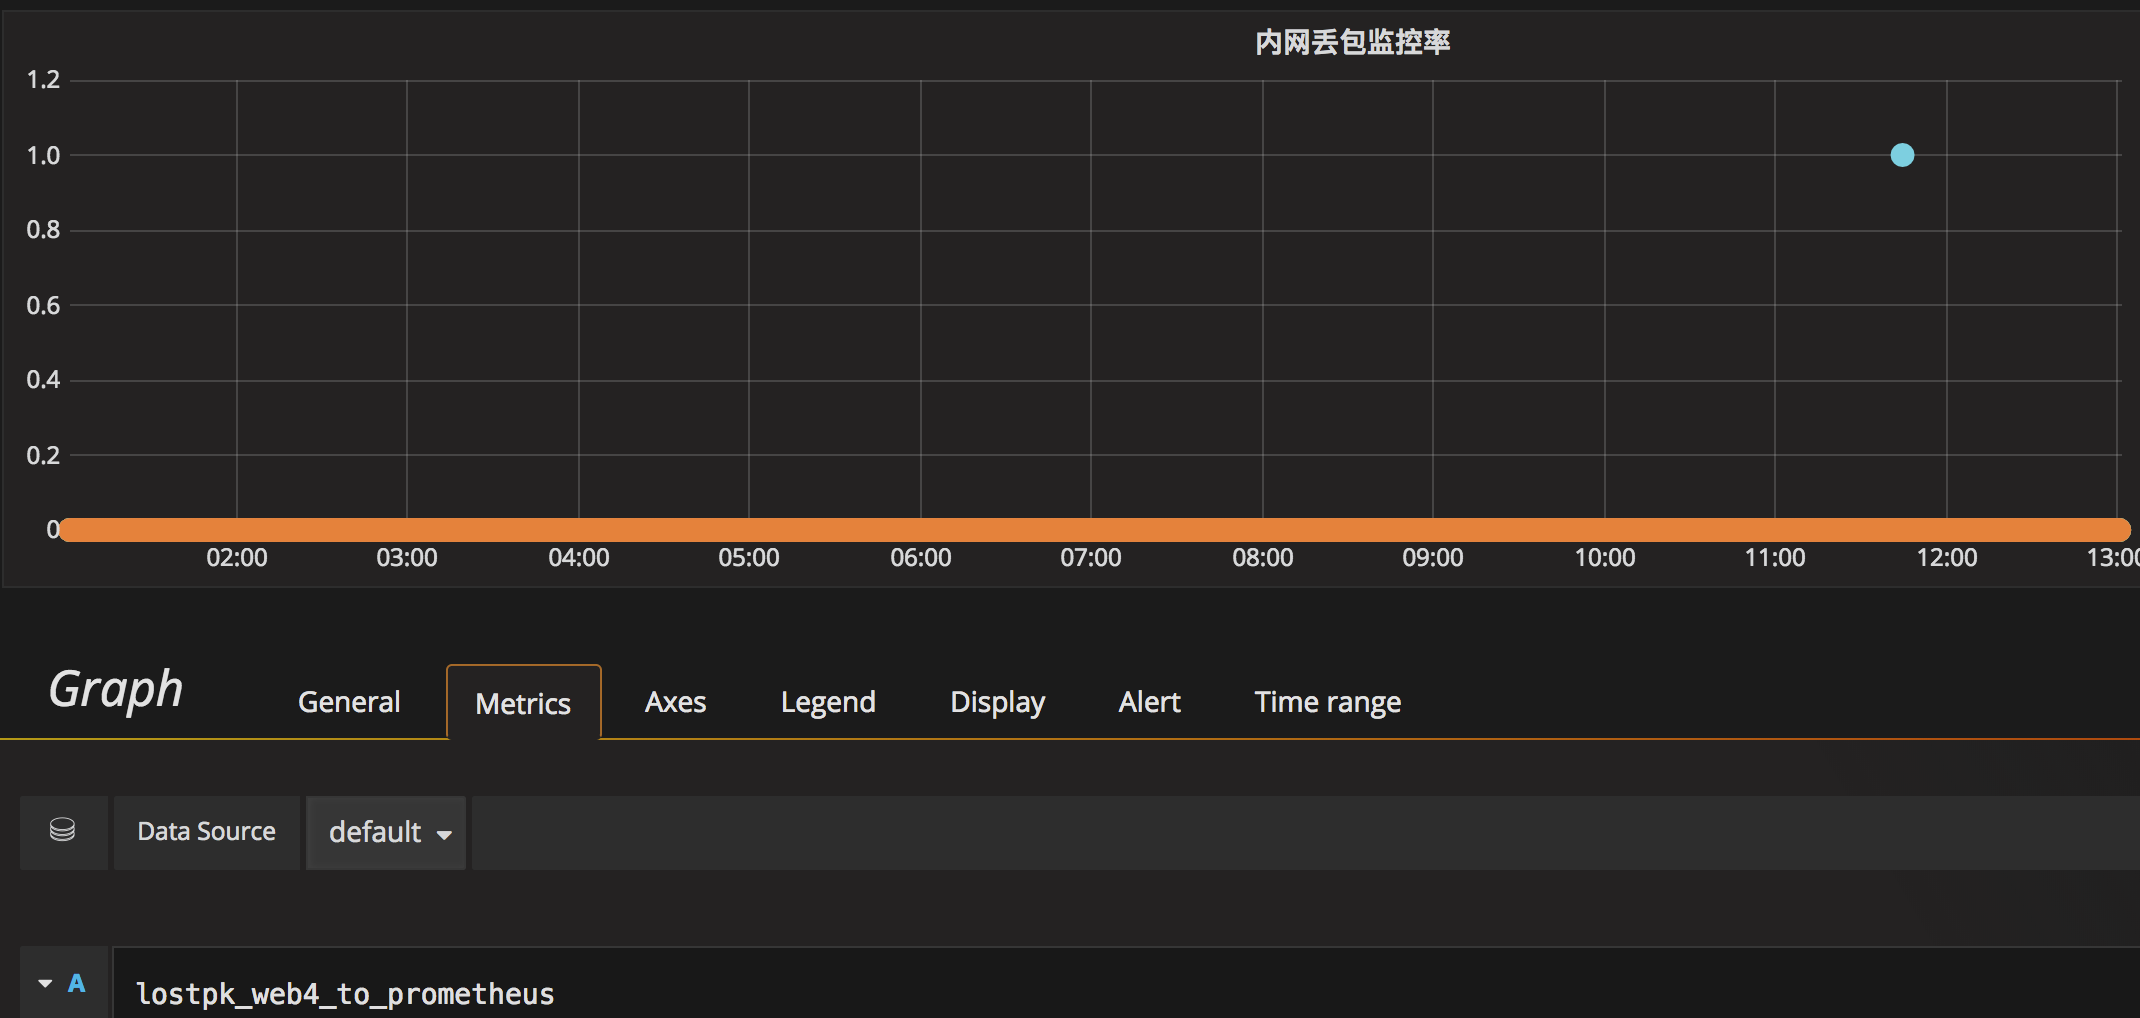 内网丢包监控率
1.2
1.0
0.8
0.6
0.4
0.2
0
02:00 03:00 04:00 05:00 06:00 07:00 08:00 09:00 10:00 11:00 12:00 13:00
Graph General Metrics Axes Legend Display Alert Time range
Data Source default
A lostpk_web4_to_prometheus